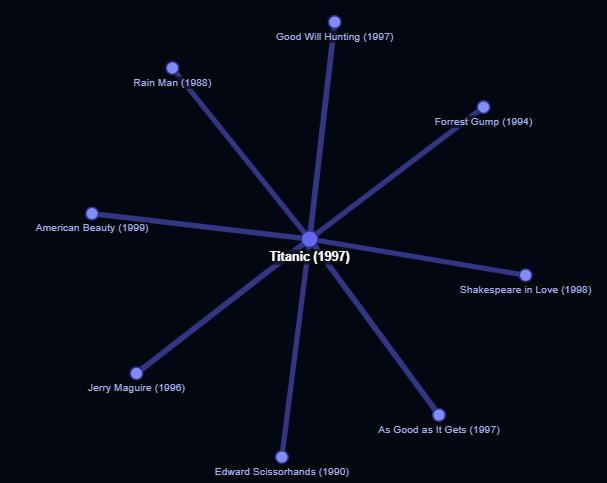 Good Will Hunting (1997)
Rain Man (1988)
Forrest Gump (1994)
American Beauty (1999)
Titanic (1997)
Shakespeare in Love (1998)
Jerry Maguire (1996)
As Good as It Gets (1997)
Edward Scissorhands (1990)